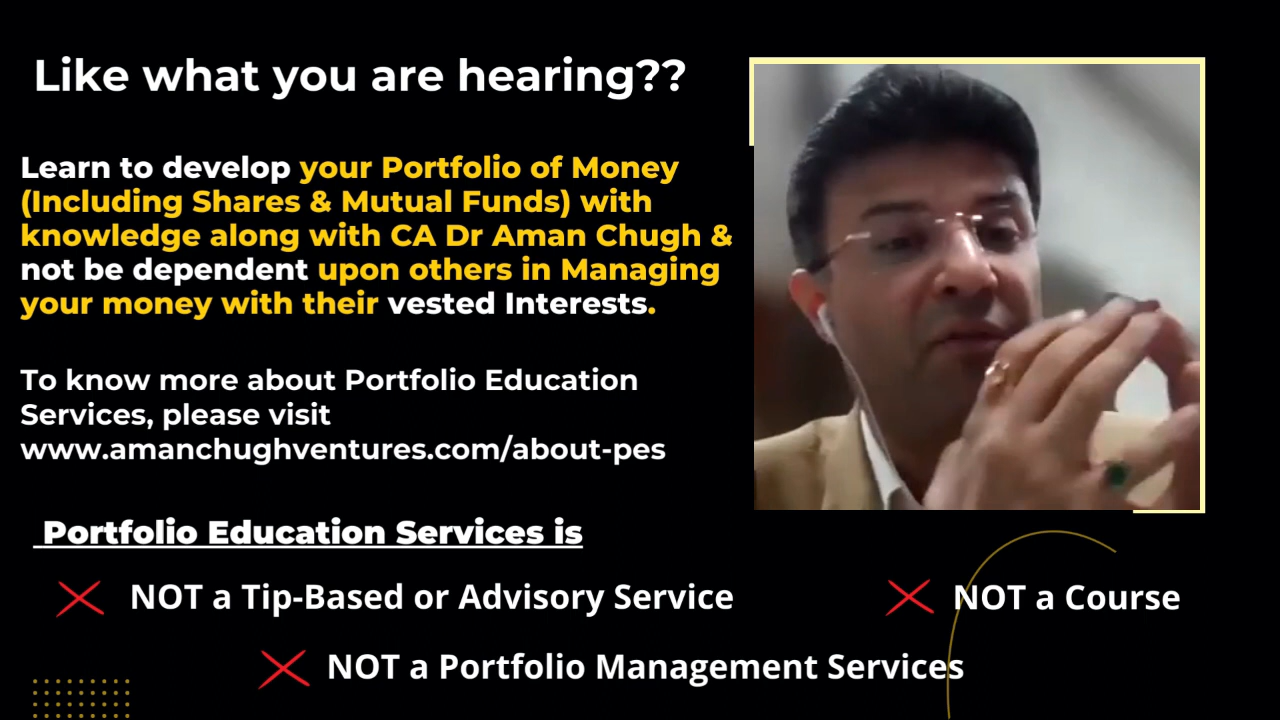 Like what you are hearing??
Learn to develop your Portfolio of Money
(Including Shares & Mutual Funds) with
knowledge along with CA Dr Aman Chugh &
not be dependent upon others in Managing
your money with their vested Interests.
To know more about Portfolio Education
Services, please visit
www.amanchughventures.com/about-pes
Portfolio Education Services is
NOT a Tip-Based or Advisory Service
NOT a Course
NOT a Portfolio Management Services